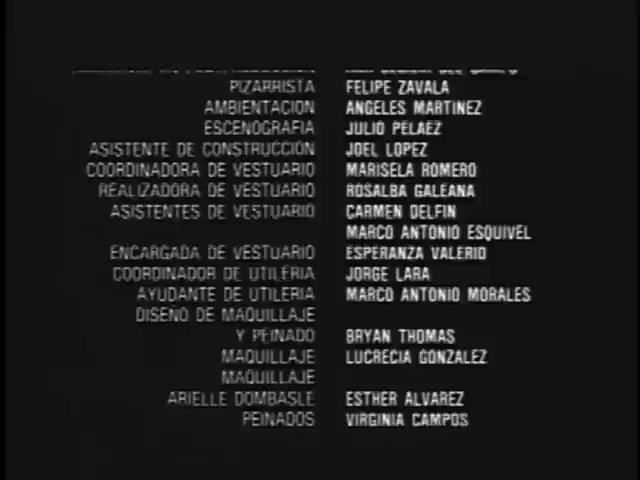 PIZARRISTA FELIPE ZAVALA
AMBIENTACION ANGELES MARTINEZ
ESCENOGRAFIA JULIO PELAEZ
ASISTENTE DE CONSTRUCCIÓN JOEL LOPEZ
COORDINADORA DE VESTUARIO MARISELA ROMERO
REALIZADORA DE VESTUARIO ROSALBA GALEANA
ASISTENTES DE VESTUARIO CARMEN DELFIN
MARCO ANTONIO ESQUIVEL
ENCARGADA DE VESTUARIO ESPERANZA VALERIO
COORDINADOR DE UTILERIA JORGE LARA
AYUDANTE DE UTILERIA MARCO ANTONIO MORALES
DISEÑO DE MAQUILLAJE
Y PEINADO BRYAN THOMAS
MAQUILLAJE LUCRECIA GONZALEZ
MAQUILLAJE
ARIELLE DOMBASLE ESTHER ALVAREZ
PEINADOS VIRGINIA CAMPOS